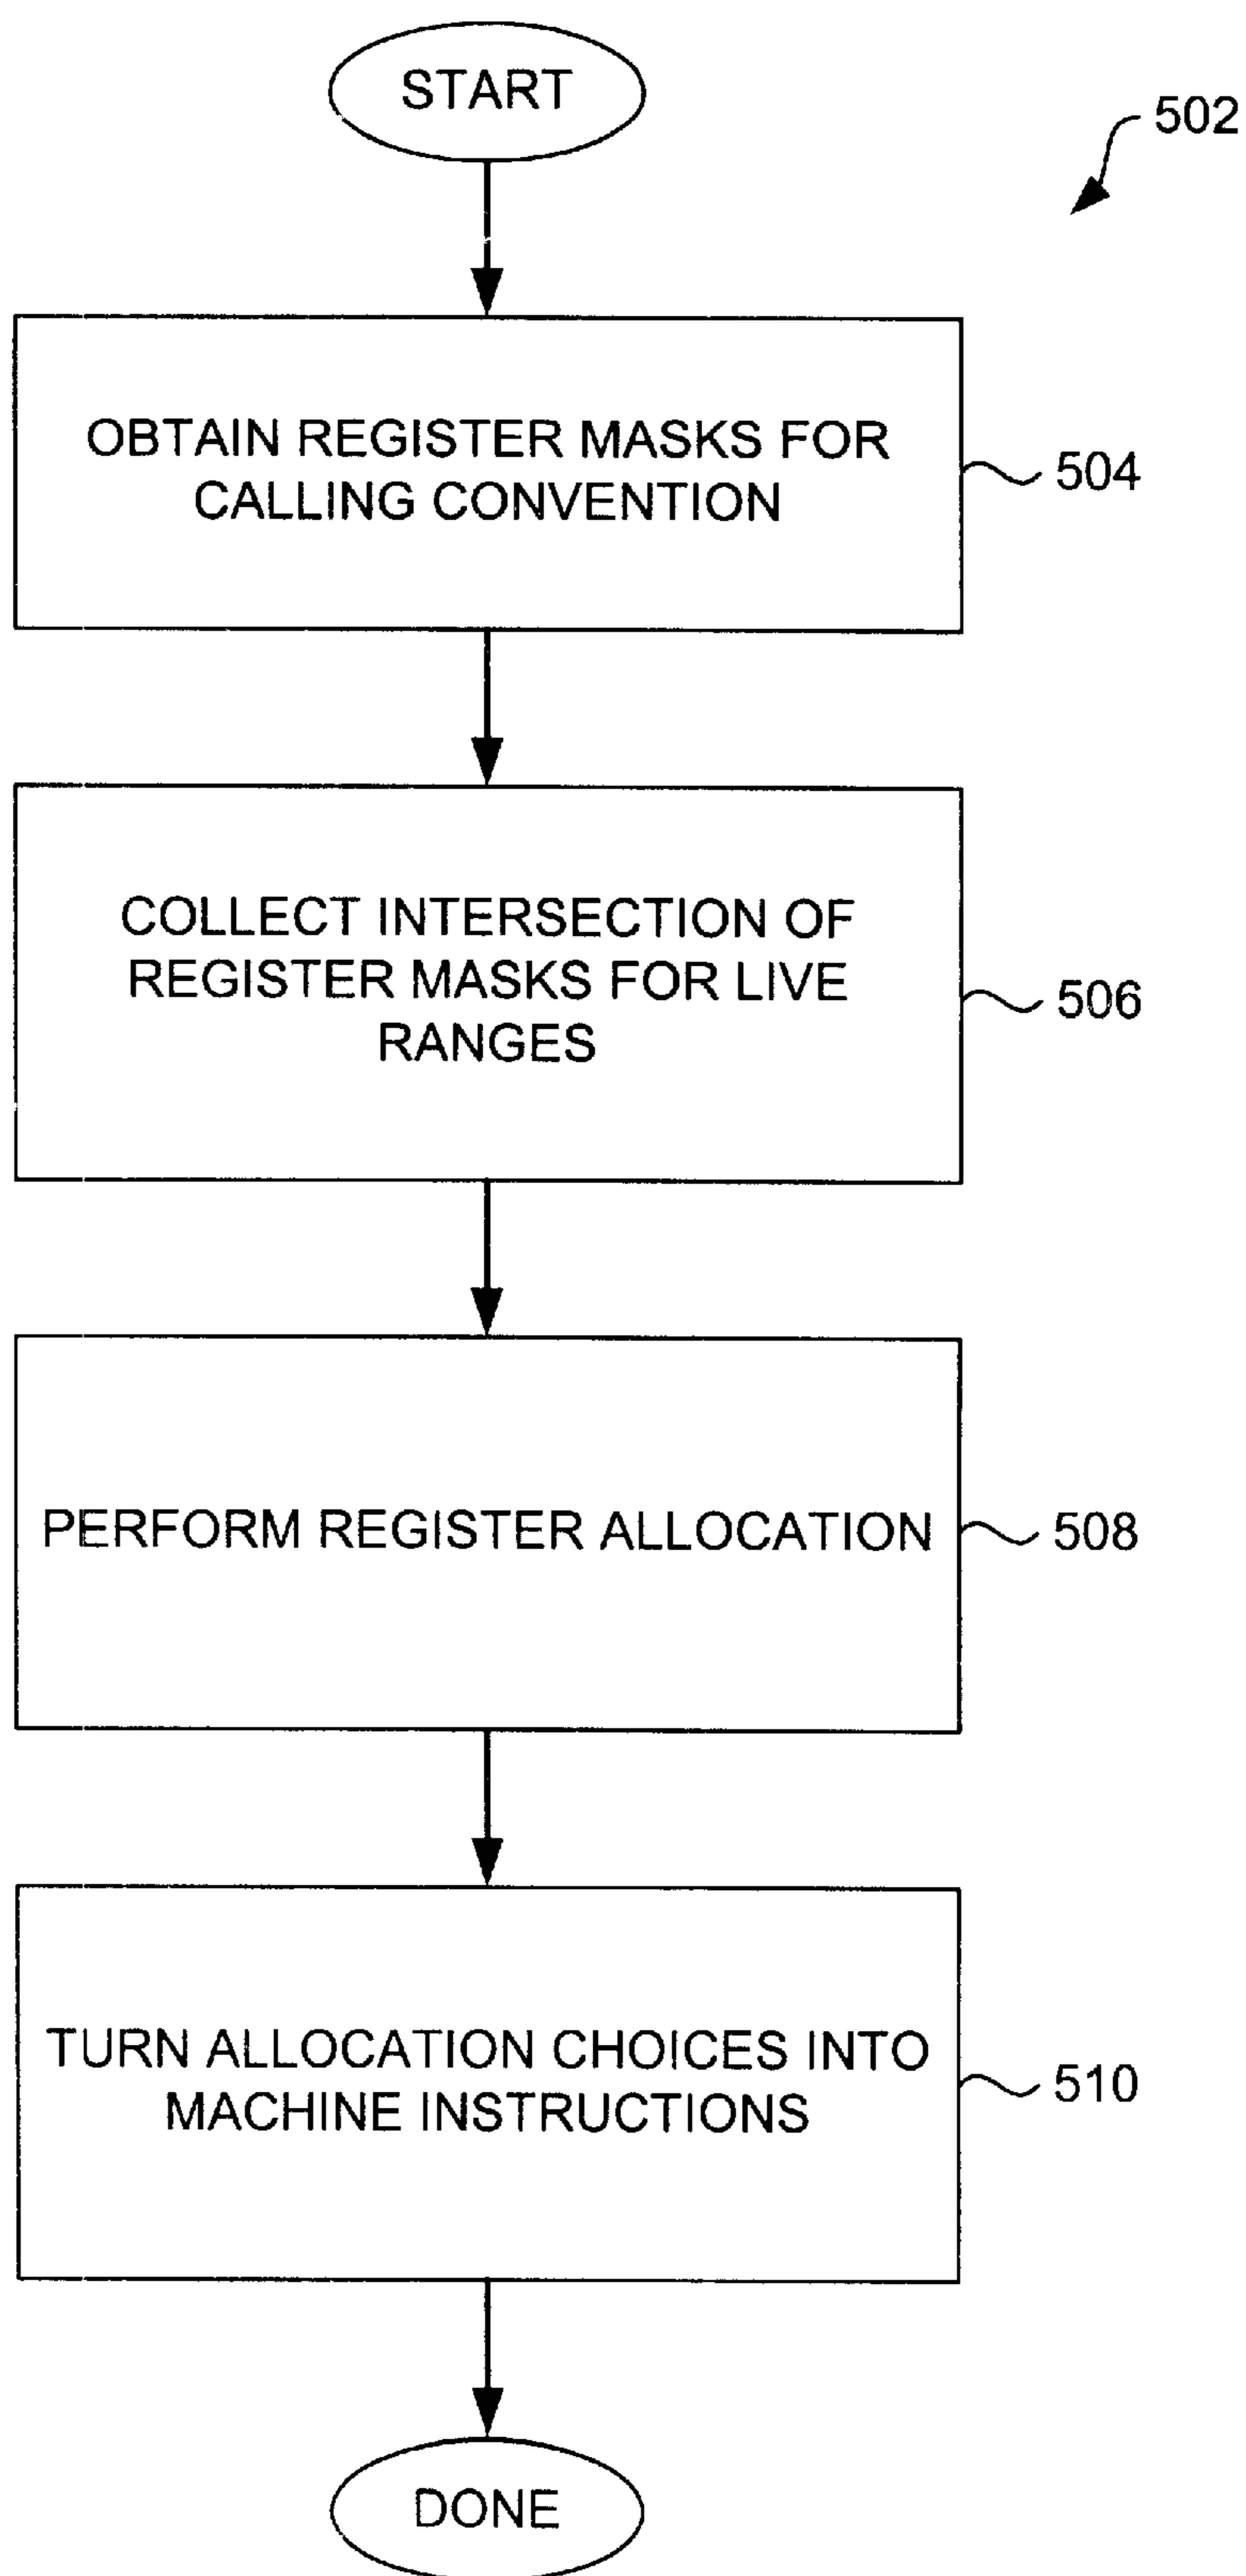 START
502
OBTAIN REGISTER MASKS FOR
CALLING CONVENTION
504
COLLECT INTERSECTION OF
REGISTER MASKS FOR LIVE
RANGES
506
PERFORM REGISTER ALLOCATION
508
TURN ALLOCATION CHOICES INTO
MACHINE INSTRUCTIONS
510
DONE